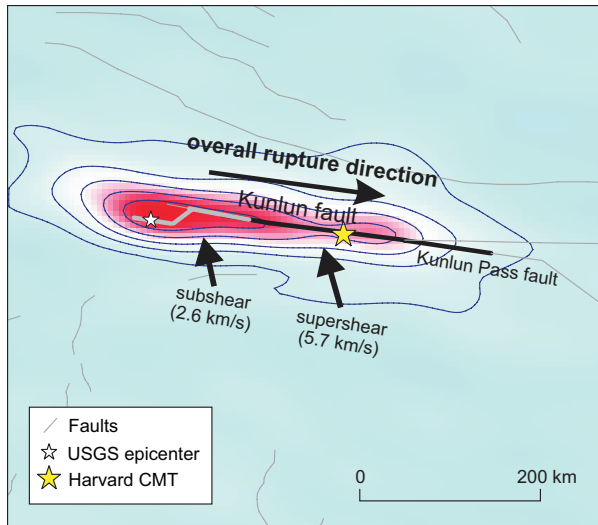 overall rupture direction
Kunlun fault
Kunlun Pass fault
subshear
(2.6 km/s)
supershear
(5.7 km/s)
Faults
USGS epicenter
Harvard CMT
0
200 km